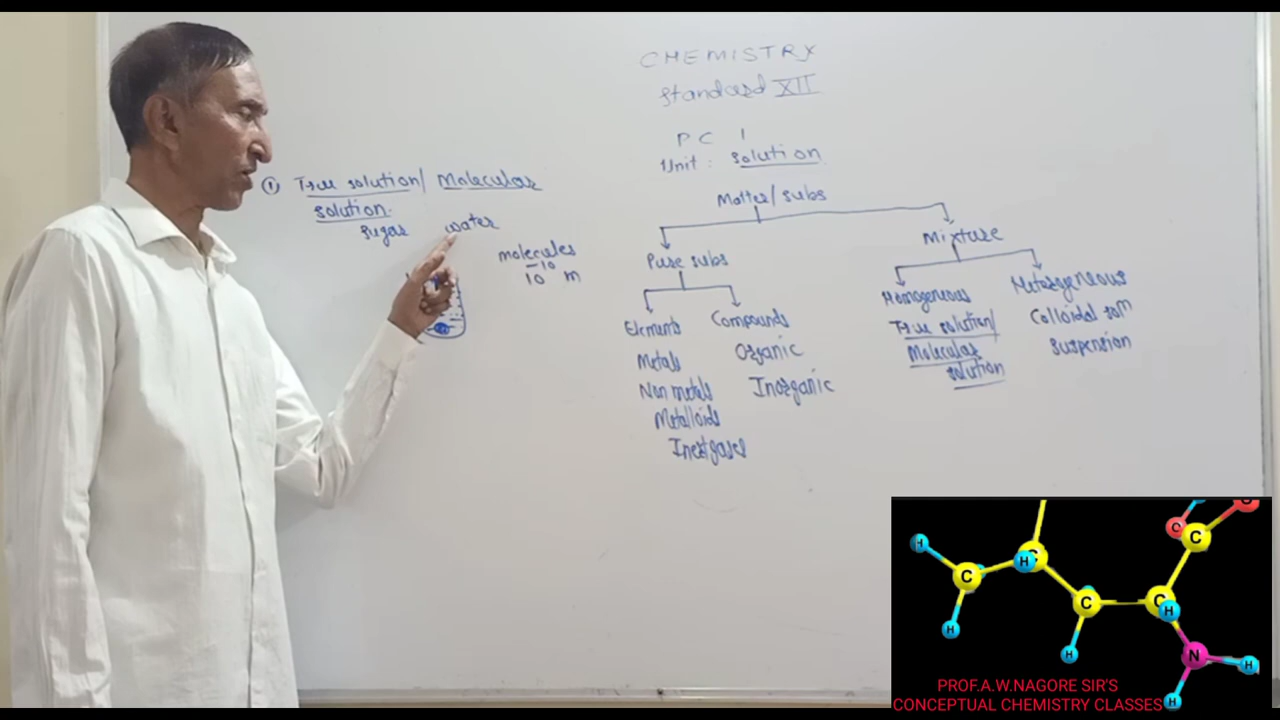 CHEMISTRY
Standard XII
PC 1
Unit : Solution
① True solution/ Molecular
solution.
Sugar water
molecules
10⁻¹⁰ m
Matter/subs
Pure subs
Mixture
Elements
Compounds
Metals
Organic
Non metals
Inorganic
Metalloids
Inert gases
Homogeneous
Heterogeneous
True solution/
Colloidal solⁿ
Molecular
Suspension
solution
H
C
H
C
H
C
H
C
H
C
O
O
N
H
H
PROF.A.W.NAGORE SIR'S
CONCEPTUAL CHEMISTRY CLASSES